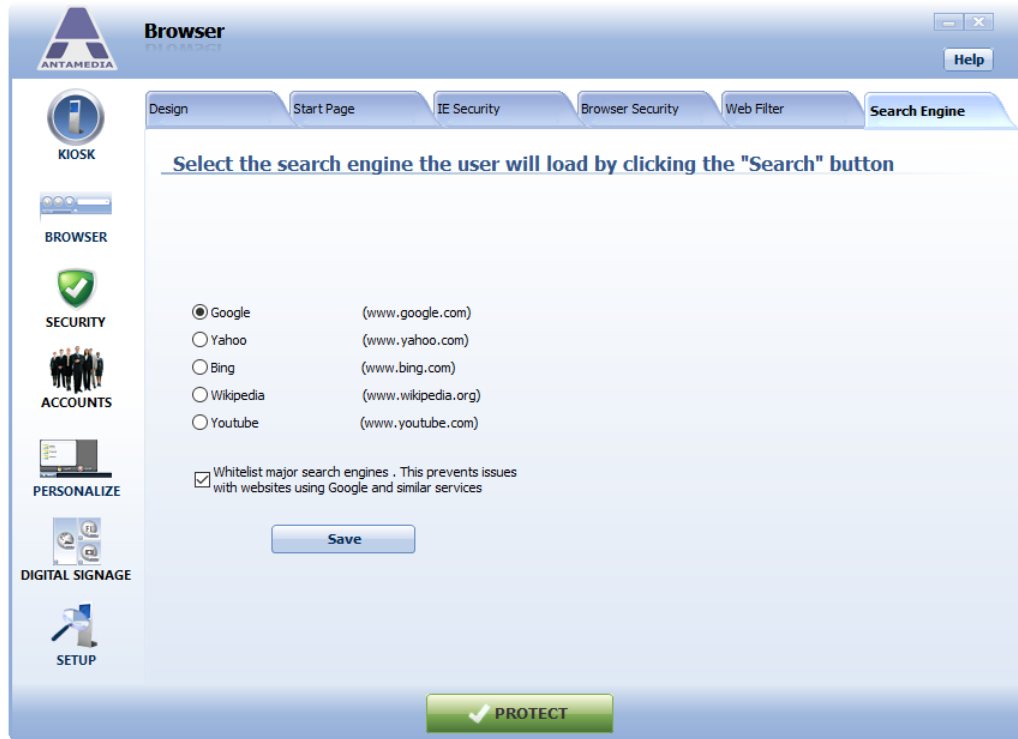 Browser
ANTAMEDIA
Help
Design
Start Page
IE Security
Browser Security
Web Filter
Search Engine
KIOSK
BROWSER
SECURITY
ACCOUNTS
PERSONALIZE
DIGITAL SIGNAGE
SETUP
Select the search engine the user will load by clicking the "Search" button
Google (www.google.com)
Yahoo (www.yahoo.com)
Bing (www.bing.com)
Wikipedia (www.wikipedia.org)
Youtube (www.youtube.com)
Whitelist major search engines . This prevents issues
with websites using Google and similar services
Save
PROTECT